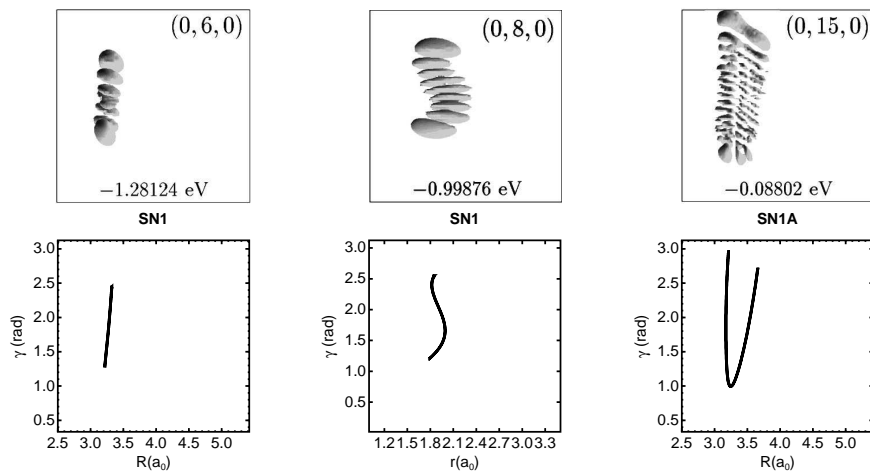 (0, 6, 0)
(0, 8, 0)
(0, 15, 0)
−1.28124 eV
−0.99876 eV
−0.08802 eV
SN1
SN1
SN1A
γ (rad)
3.0
2.5
2.0
1.5
1.0
0.5
2.5 3.0 3.5 4.0 4.5 5.0
R(a₀)
γ (rad)
3.0
2.5
2.0
1.5
1.0
0.5
1.2 1.5 1.8 2.1 2.4 2.7 3.0 3.3
r(a₀)
γ (rad)
3.0
2.5
2.0
1.5
1.0
0.5
2.5 3.0 3.5 4.0 4.5 5.0
R(a₀)